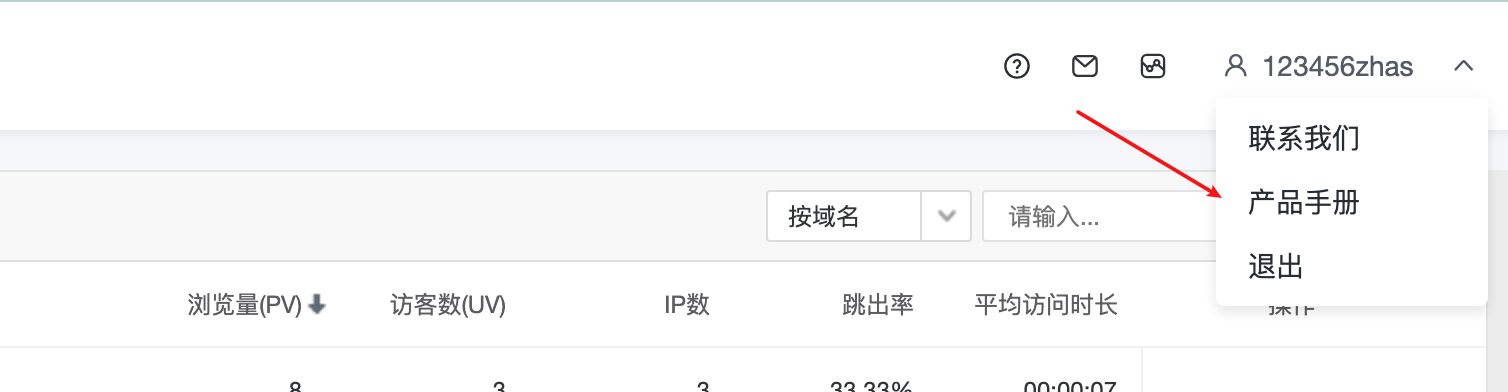 123456zhas
联系我们
产品手册
退出
按域名
请输入...
浏览量(PV) 访客数(UV) IP数 跳出率 平均访问时长 操作
8 3 3 33.33% 00:00:07